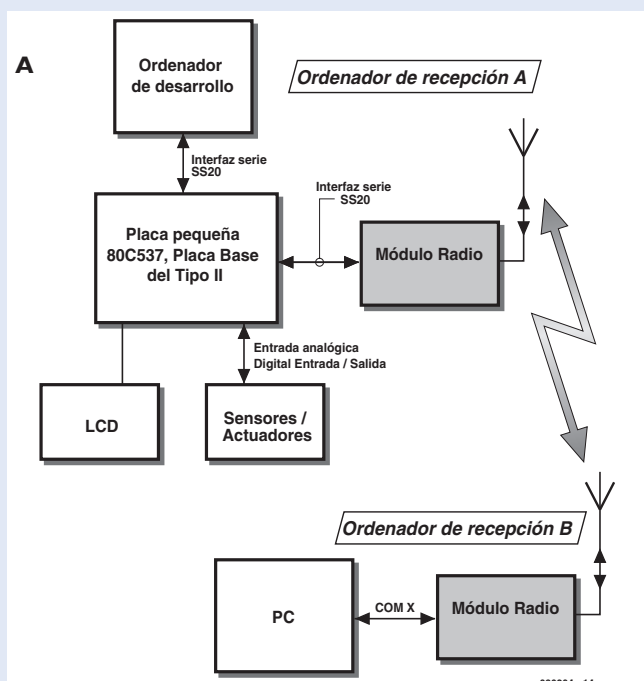 A
Ordenador
de desarrollo
Ordenador de recepción A
Interfaz serie
SS20
Interfaz serie
SS20
Placa pequeña
80C537, Placa Base
del Tipo II
Módulo Radio
Entrada analógica
Digital Entrada / Salida
LCD
Sensores /
Actuadores
Ordenador de recepción B
PC
COM X
Módulo Radio